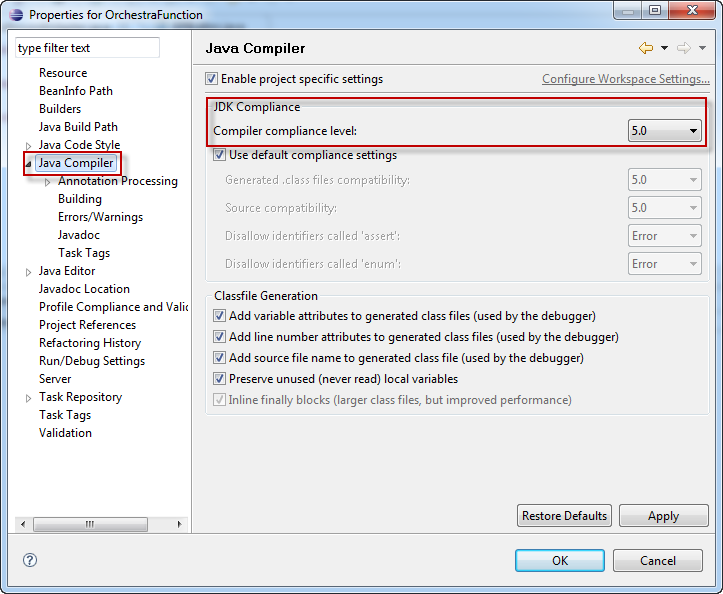 Properties for OrchestraFunction
type filter text
Resource
BeanInfo Path
Builders
Java Build Path
Java Code Style
Java Compiler
Annotation Processing
Building
Errors/Warnings
Javadoc
Task Tags
Java Editor
Javadoc Location
Profile Compliance and Valid
Project References
Refactoring History
Run/Debug Settings
Server
Task Repository
Task Tags
Validation
Java Compiler
Enable project specific settings
Configure Workspace Settings...
JDK Compliance
Compiler compliance level: 5.0
Use default compliance settings
Generated .class files compatibility: 5.0
Source compatibility: 5.0
Disallow identifiers called 'assert': Error
Disallow identifiers called 'enum': Error
Classfile Generation
Add variable attributes to generated class files (used by the debugger)
Add line number attributes to generated class files (used by the debugger)
Add source file name to generated class file (used by the debugger)
Preserve unused (never read) local variables
Inline finally blocks (larger class files, but improved performance)
Restore Defaults
Apply
OK
Cancel